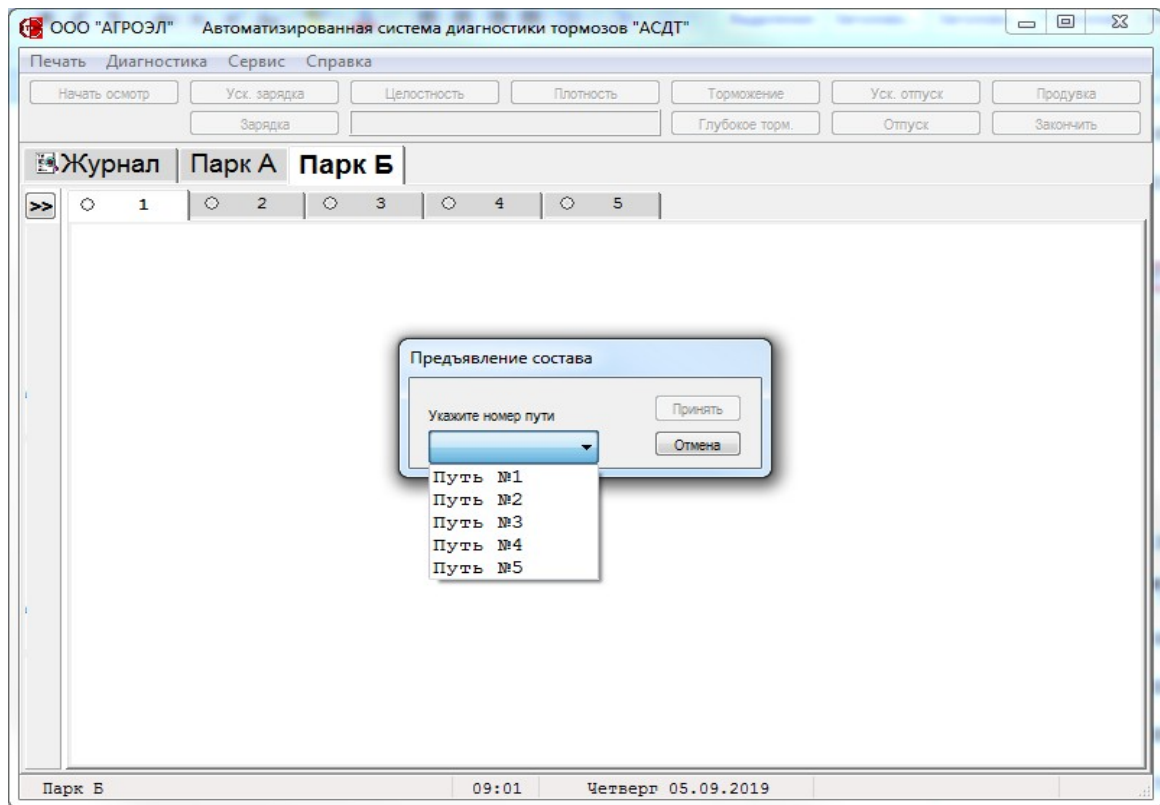 ООО "АГРОЭЛ" Автоматизированная система диагностики тормозов "АСДТ"
Печать Диагностика Сервис Справка
Начать осмотр Уск. зарядка Целостность Плотность Торможение Уск. отпуск Продувка
Зарядка Глубокое торм. Отпуск Закончить
Журнал Парк А Парк Б
>> 1 2 3 4 5
Предъявление состава
Укажите номер пути
Принять
Отмена
Путь №1
Путь №2
Путь №3
Путь №4
Путь №5
Парк Б 09:01 Четверг 05.09.2019